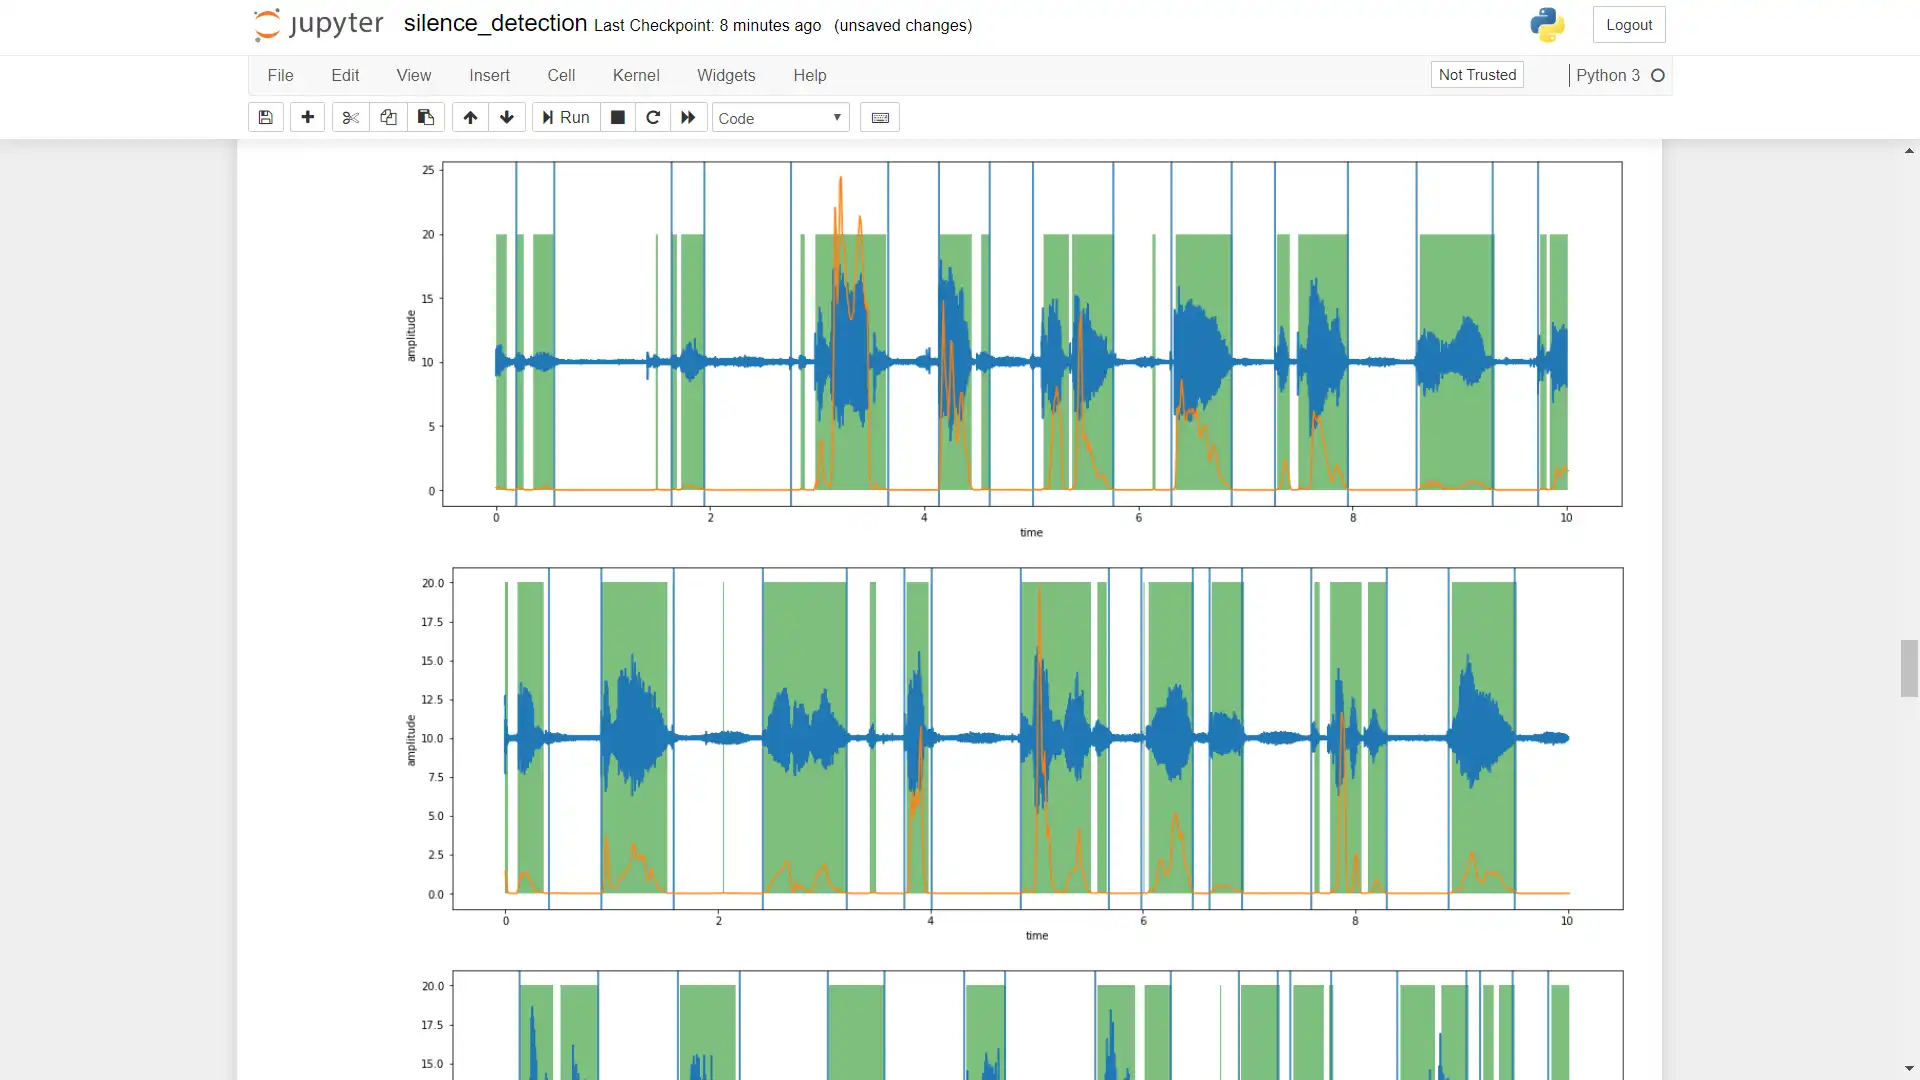 jupyter silence_detection Last Checkpoint: 8 minutes ago (unsaved changes) Logout
File Edit View Insert Cell Kernel Widgets Help Not Trusted Python 3
Run Code
25
20
15
10
5
0
amplitude
0 2 4 6 8 10
time
20.0
17.5
15.0
12.5
10.0
7.5
5.0
2.5
0.0
amplitude
0 2 4 6 8 10
time
20.0
17.5
15.0